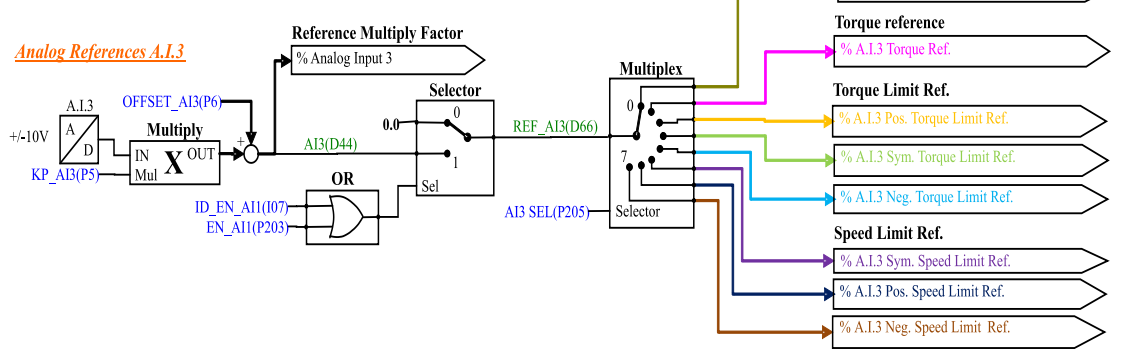 Analog References A.I.3
Reference Multiply Factor
% Analog Input 3
OFFSET_AI3(P6)
A.I.3
A
D
+/-10V
Multiply
IN
OUT
X
Mul
KP_AI3(P5)
+
AI3(D44)
Selector
0.0
0
1
Sel
OR
ID_EN_AI1(I07)
EN_AI1(P203)
REF_AI3(D66)
Multiplex
0
7
Selector
AI3 SEL(P205)
Torque reference
% A.I.3 Torque Ref.
Torque Limit Ref.
% A.I.3 Pos. Torque Limit Ref.
% A.I.3 Sym. Torque Limit Ref.
% A.I.3 Neg. Torque Limit Ref.
Speed Limit Ref.
% A.I.3 Sym. Speed Limit Ref.
% A.I.3 Pos. Speed Limit Ref.
% A.I.3 Neg. Speed Limit Ref.